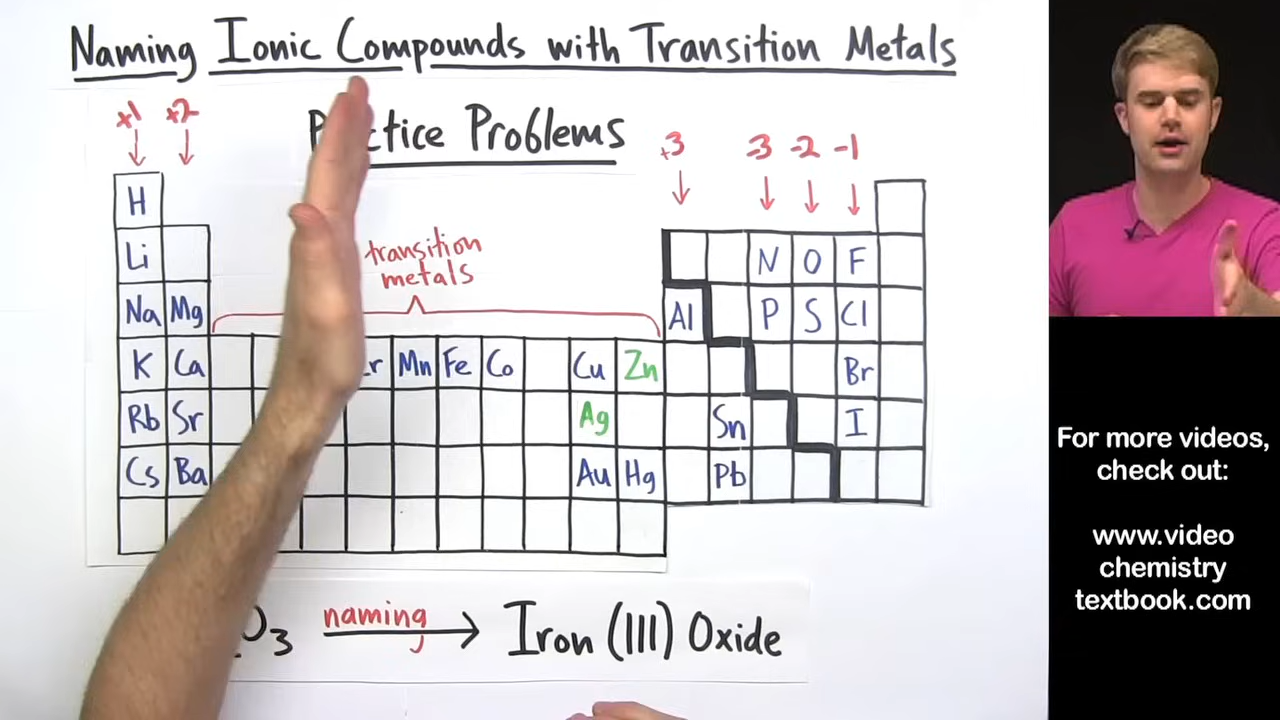 Naming Ionic Compounds with Transition Metals
Practice Problems
+1 +2 +3 -3 -2 -1
H
Li N O F
transition
metals
Na Mg Al P S Cl
K Ca Mn Fe Co Cu Zn Br
Rb Sr Ag Sn I
Cs Ba Au Hg Pb
O3 naming Iron (III) Oxide
For more videos,
check out:
www.video
chemistry
textbook.com